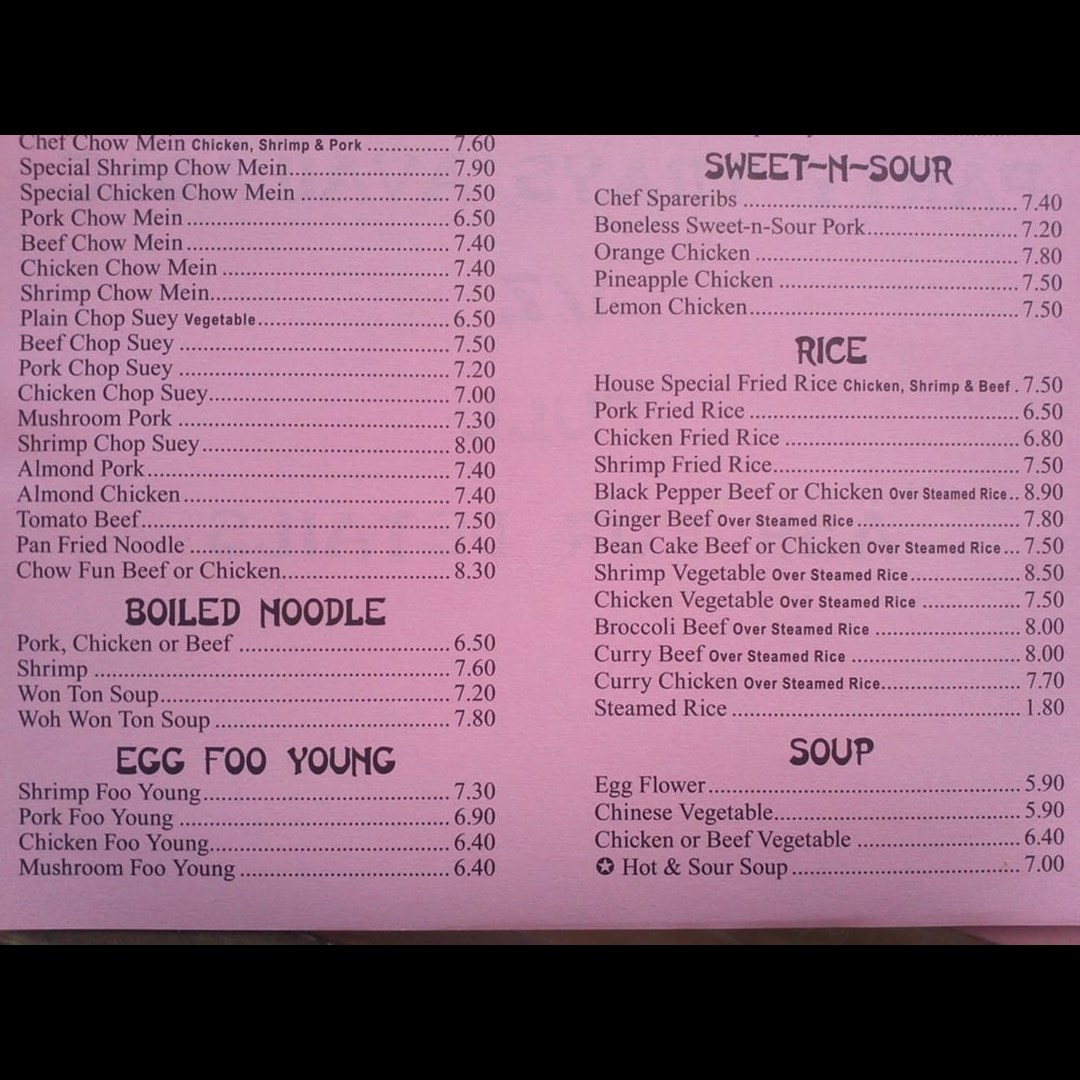 Chef Chow Mein Chicken, Shrimp & Pork .............. 7.60
Special Shrimp Chow Mein........................... 7.90
Special Chicken Chow Mein ......................... 7.50
Pork Chow Mein ............................................ 6.50
Beef Chow Mein ............................................ 7.40
Chicken Chow Mein ...................................... 7.40
Shrimp Chow Mein........................................ 7.50
Plain Chop Suey Vegetable................................ 6.50
Beef Chop Suey .............................................. 7.50
Pork Chop Suey .............................................. 7.20
Chicken Chop Suey......................................... 7.00
Mushroom Pork .............................................. 7.30
Shrimp Chop Suey.......................................... 8.00
Almond Pork.................................................... 7.40
Almond Chicken.............................................. 7.40
Tomato Beef..................................................... 7.50
Pan Fried Noodle ............................................ 6.40
Chow Fun Beef or Chicken............................. 8.30
BOILED NOODLE
Pork, Chicken or Beef .................................... 6.50
Shrimp ............................................................. 7.60
Won Ton Soup.................................................. 7.20
Woh Won Ton Soup ........................................ 7.80
EGG FOO YOUNG
Shrimp Foo Young.......................................... 7.30
Pork Foo Young .............................................. 6.90
Chicken Foo Young......................................... 6.40
Mushroom Foo Young .................................... 6.40
SWEET-N-SOUR
Chef Spareribs ............................................... 7.40
Boneless Sweet-n-Sour Pork.......................... 7.20
Orange Chicken ............................................. 7.80
Pineapple Chicken ......................................... 7.50
Lemon Chicken.............................................. 7.50
RICE
House Special Fried Rice Chicken, Shrimp & Beef . 7.50
Pork Fried Rice .............................................. 6.50
Chicken Fried Rice ........................................ 6.80
Shrimp Fried Rice.......................................... 7.50
Black Pepper Beef or Chicken Over Steamed Rice.. 8.90
Ginger Beef Over Steamed Rice ............................ 7.80
Bean Cake Beef or Chicken Over Steamed Rice... 7.50
Shrimp Vegetable Over Steamed Rice................... 8.50
Chicken Vegetable Over Steamed Rice ................. 7.50
Broccoli Beef Over Steamed Rice ......................... 8.00
Curry Beef Over Steamed Rice ............................. 8.00
Curry Chicken Over Steamed Rice........................ 7.70
Steamed Rice ................................................. 1.80
SOUP
Egg Flower..................................................... 5.90
Chinese Vegetable.......................................... 5.90
Chicken or Beef Vegetable ............................ 6.40
✪ Hot & Sour Soup ....................................... 7.00